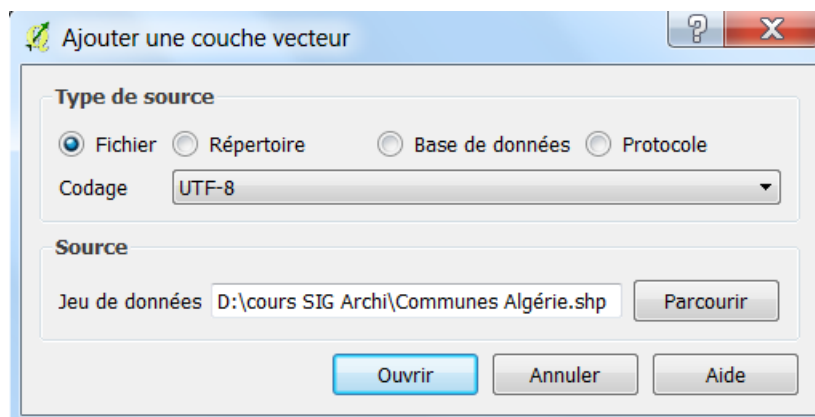 Ajouter une couche vecteur
Type de source
Fichier Répertoire Base de données Protocole
Codage UTF-8
Source
Jeu de données D:\cours SIG Archi\Communes Algérie.shp Parcourir
Ouvrir Annuler Aide